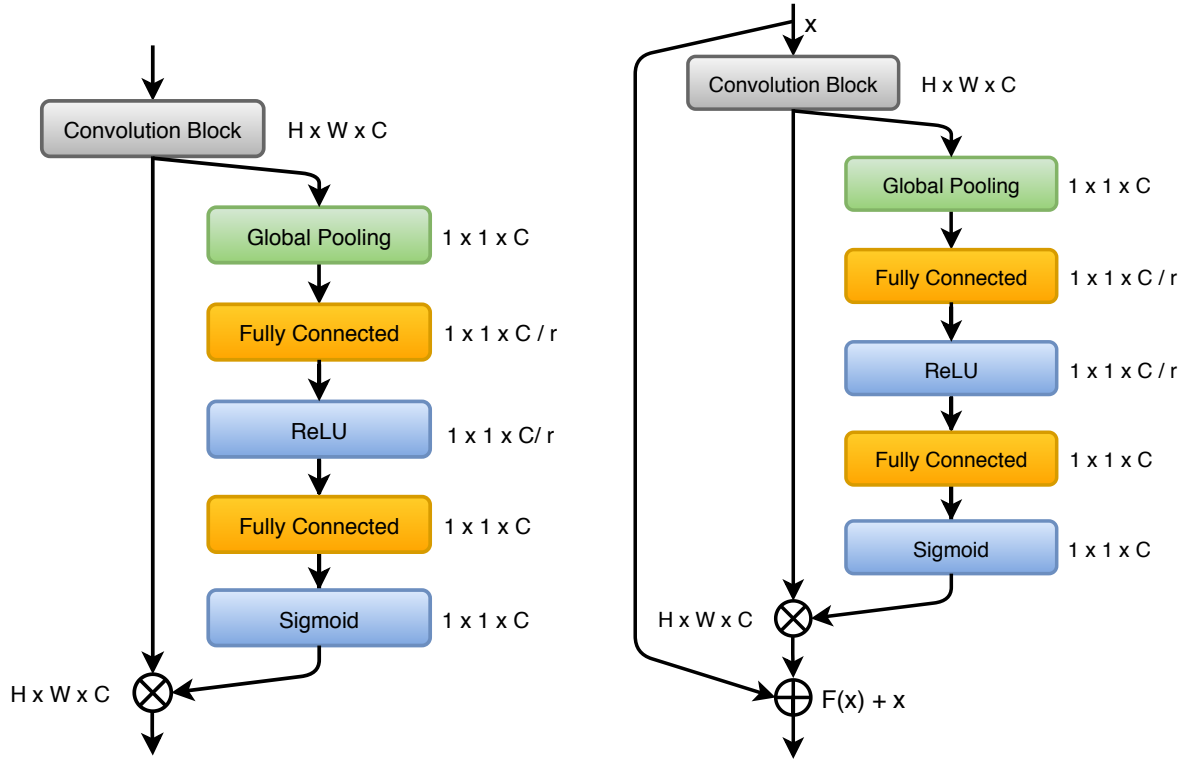 Convolution Block
H x W x C
Global Pooling
1 x 1 x C
Fully Connected
1 x 1 x C / r
ReLU
1 x 1 x C/ r
Fully Connected
1 x 1 x C
Sigmoid
1 x 1 x C
H x W x C
x
Convolution Block
H x W x C
Global Pooling
1 x 1 x C
Fully Connected
1 x 1 x C / r
ReLU
1 x 1 x C / r
Fully Connected
1 x 1 x C
Sigmoid
1 x 1 x C
H x W x C
F(x) + x